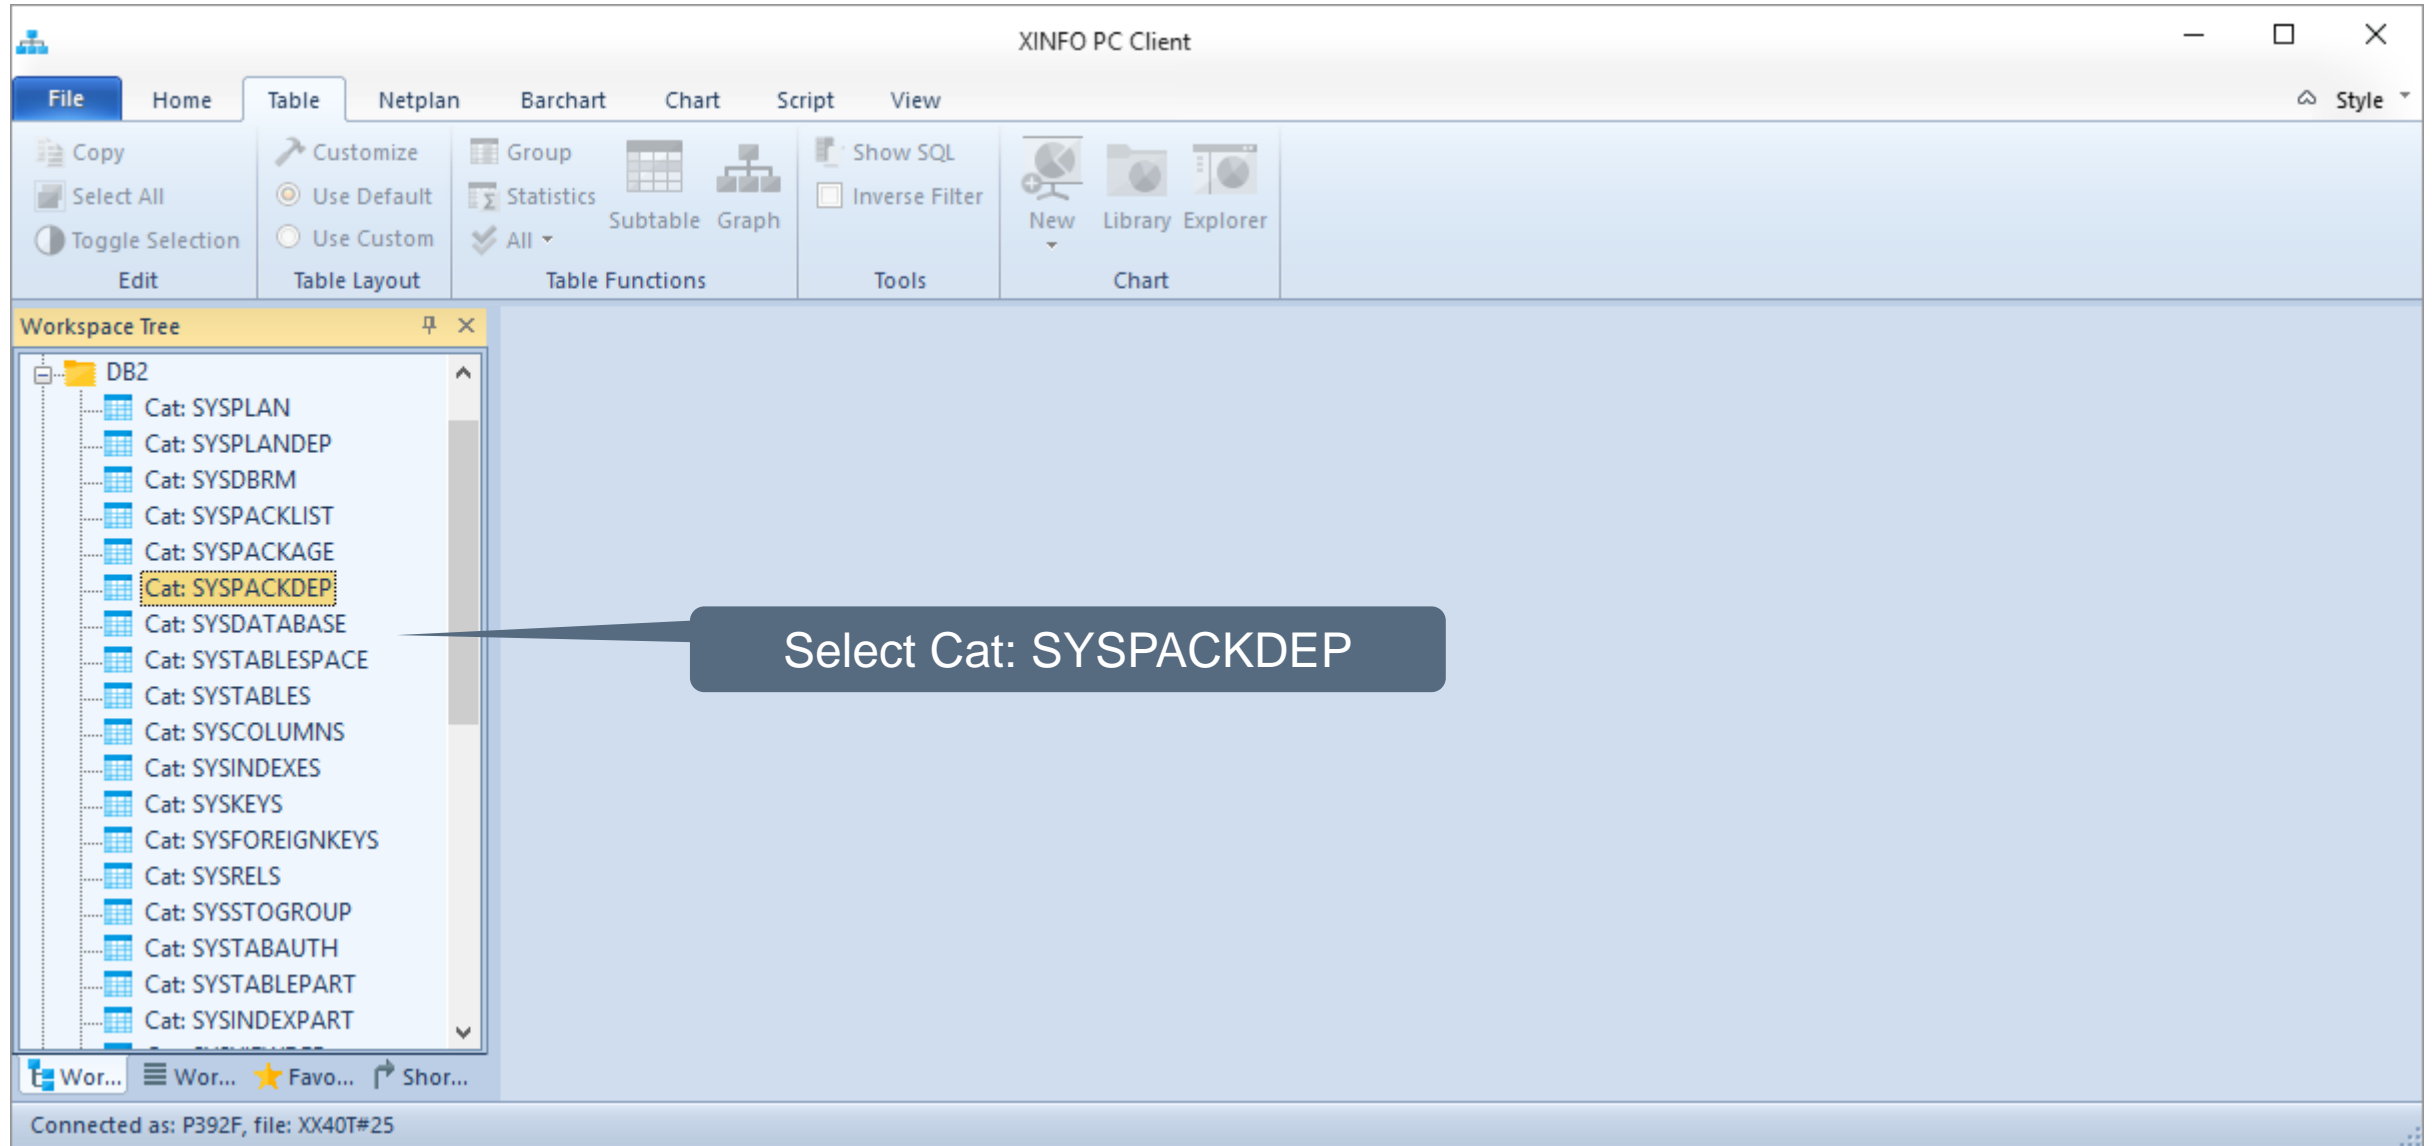 XINFO PC Client
File Home Table Netplan Barchart Chart Script View Style
Copy Customize Group Show SQL
Select All Use Default Statistics Inverse Filter
Subtable Graph New Library Explorer
Toggle Selection Use Custom All
Edit Table Layout Table Functions Tools Chart
Workspace Tree
DB2
Cat: SYSPLAN
Cat: SYSPLANDEP
Cat: SYSDBRM
Cat: SYSPACKLIST
Cat: SYSPACKAGE
Cat: SYSPACKDEP
Cat: SYSDATABASE
Select Cat: SYSPACKDEP
Cat: SYSTABLESPACE
Cat: SYSTABLES
Cat: SYSCOLUMNS
Cat: SYSINDEXES
Cat: SYSKEYS
Cat: SYSFOREIGNKEYS
Cat: SYSRELS
Cat: SYSSTOGROUP
Cat: SYSTABAUTH
Cat: SYSTABLEPART
Cat: SYSINDEXPART
Wor... Wor... Favo... Shor...
Connected as: P392F, file: XX40T#25